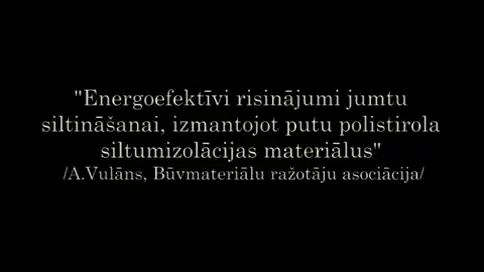 "Energoefektīvi risinājumi jumtu
siltināšanai, izmantojot putu polistirola
siltumizolācijas materiālus"
/A.Vulāns, Būvmateriālu ražotāju asociācija/